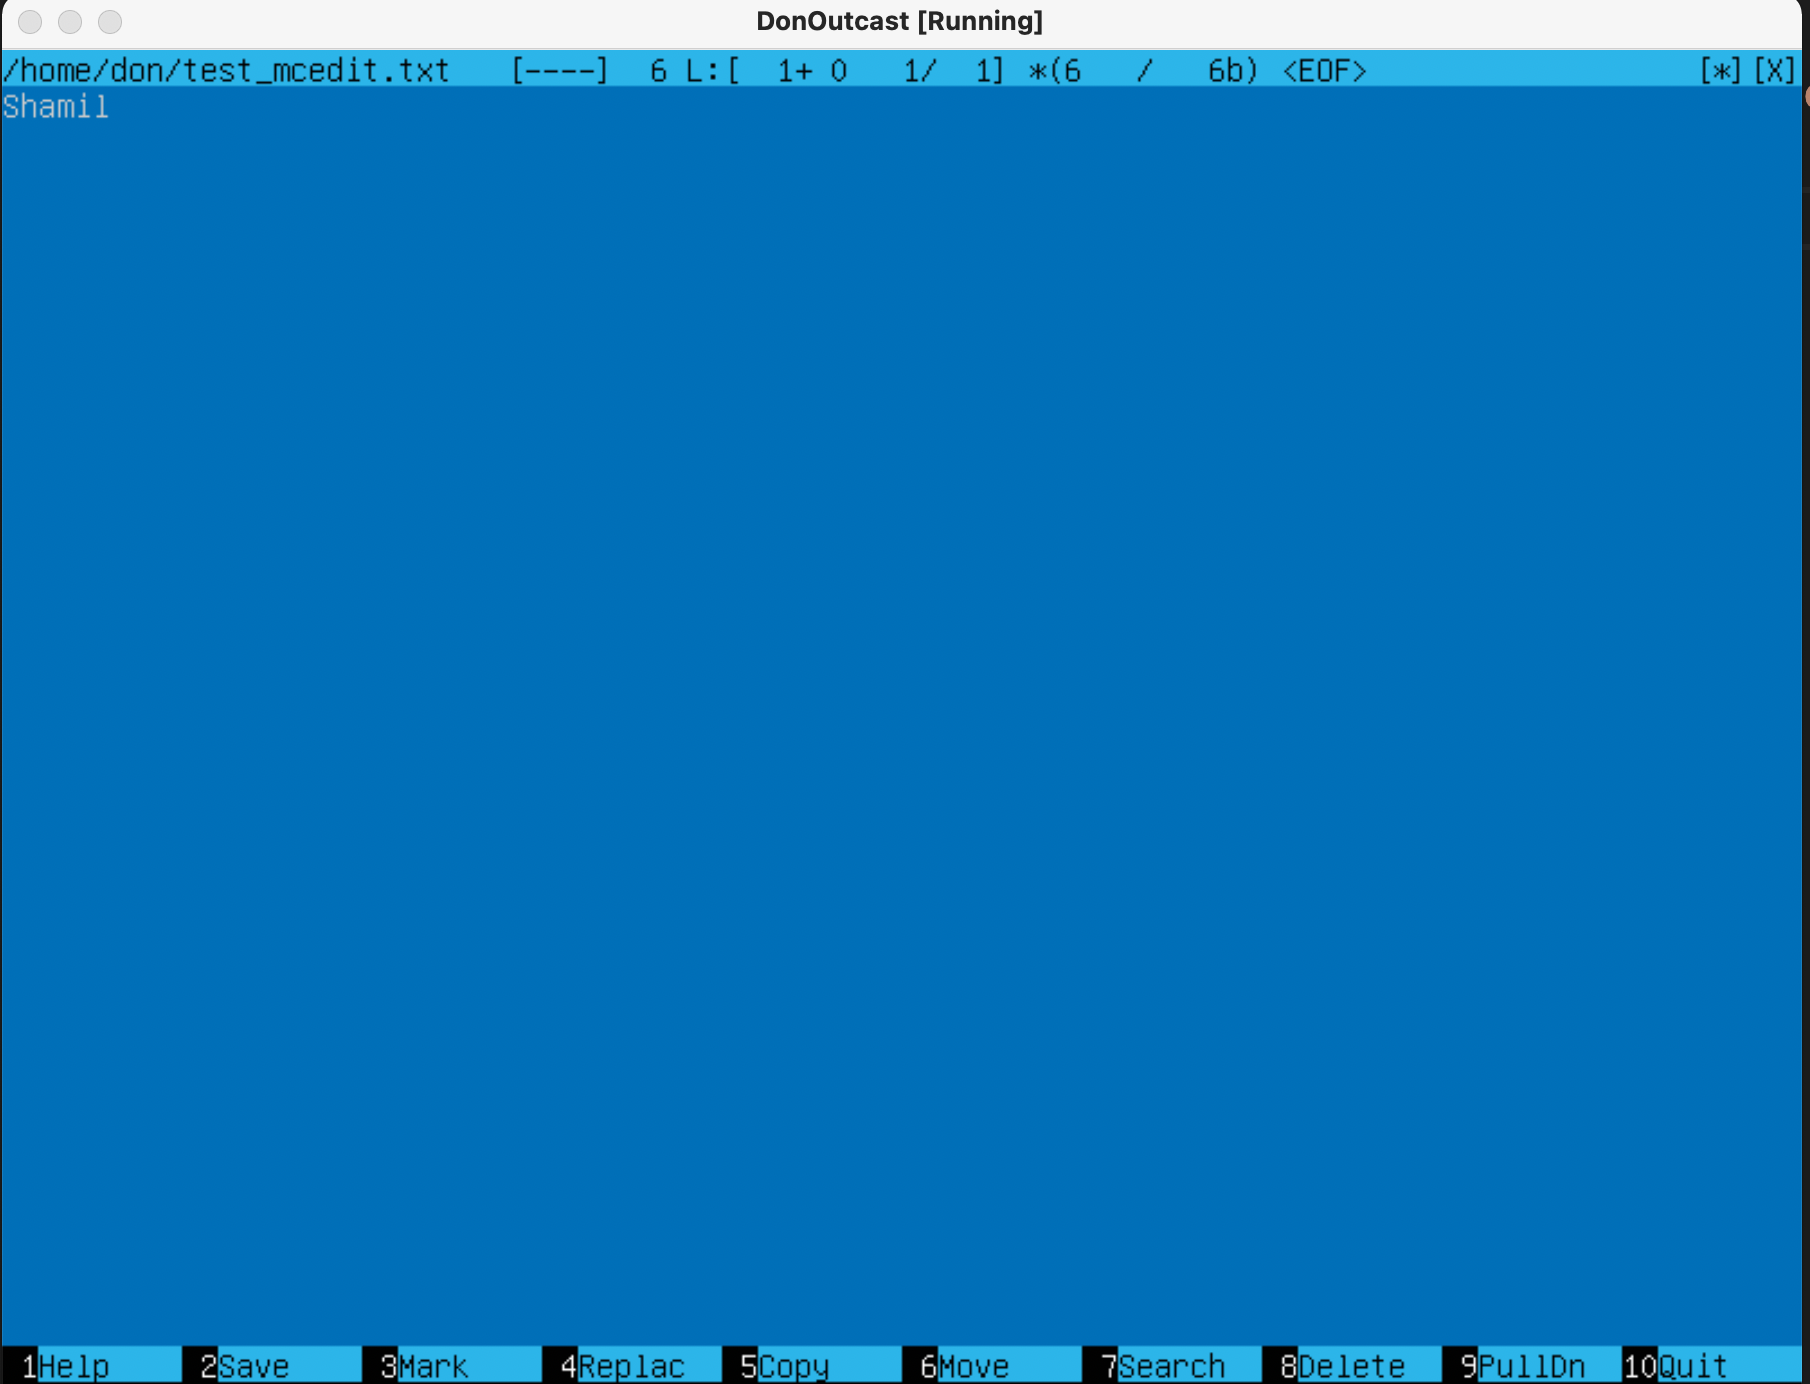 DonOutcast [Running]
/home/don/test_mcedit.txt [----] 6 L:[ 1+ 0 1/ 1] *(6 / 6b) <EOF> [*][X]
Shamil
1Help 2Save 3Mark 4Replac 5Copy 6Move 7Search 8Delete 9PullDn 10Quit